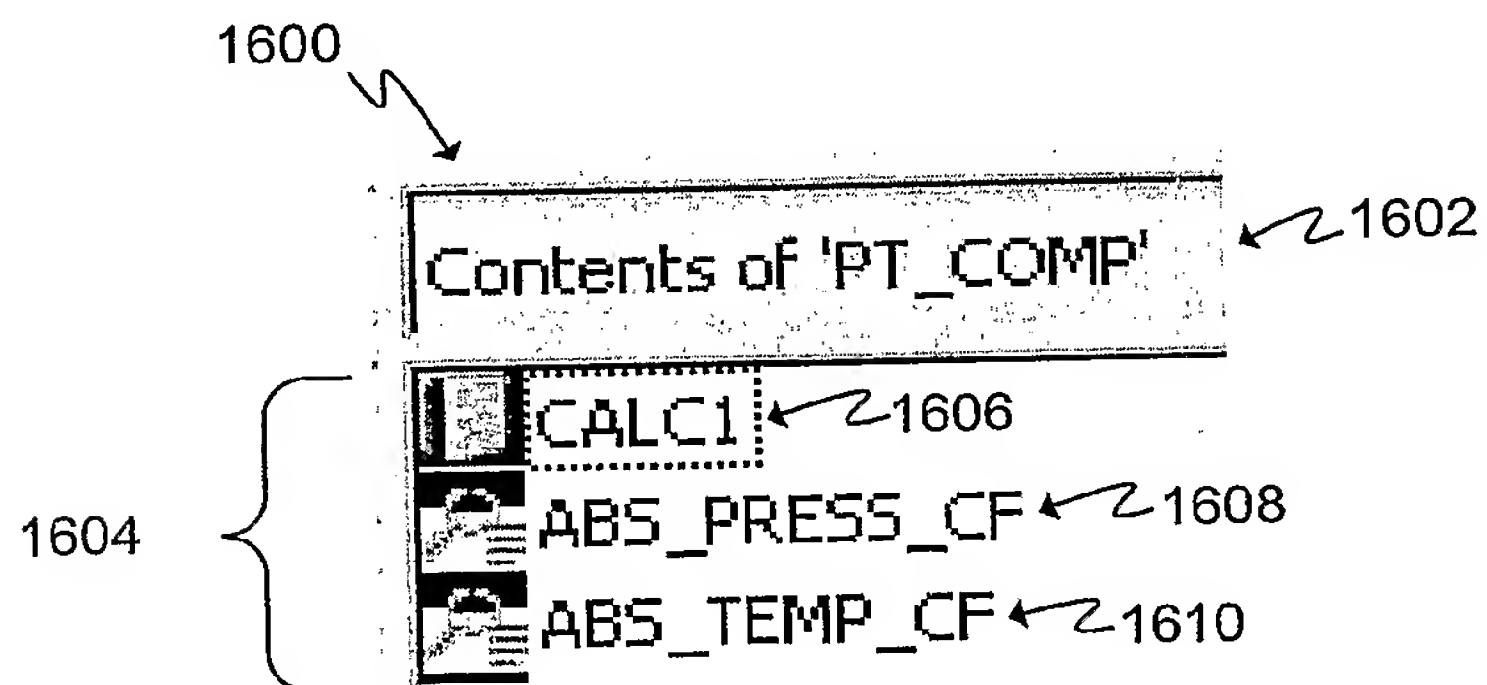 1600
1602
Contents of 'PT_COMP'
CALC1
1606
ABS_PRESS_CF
1608
1604
ABS_TEMP_CF
1610